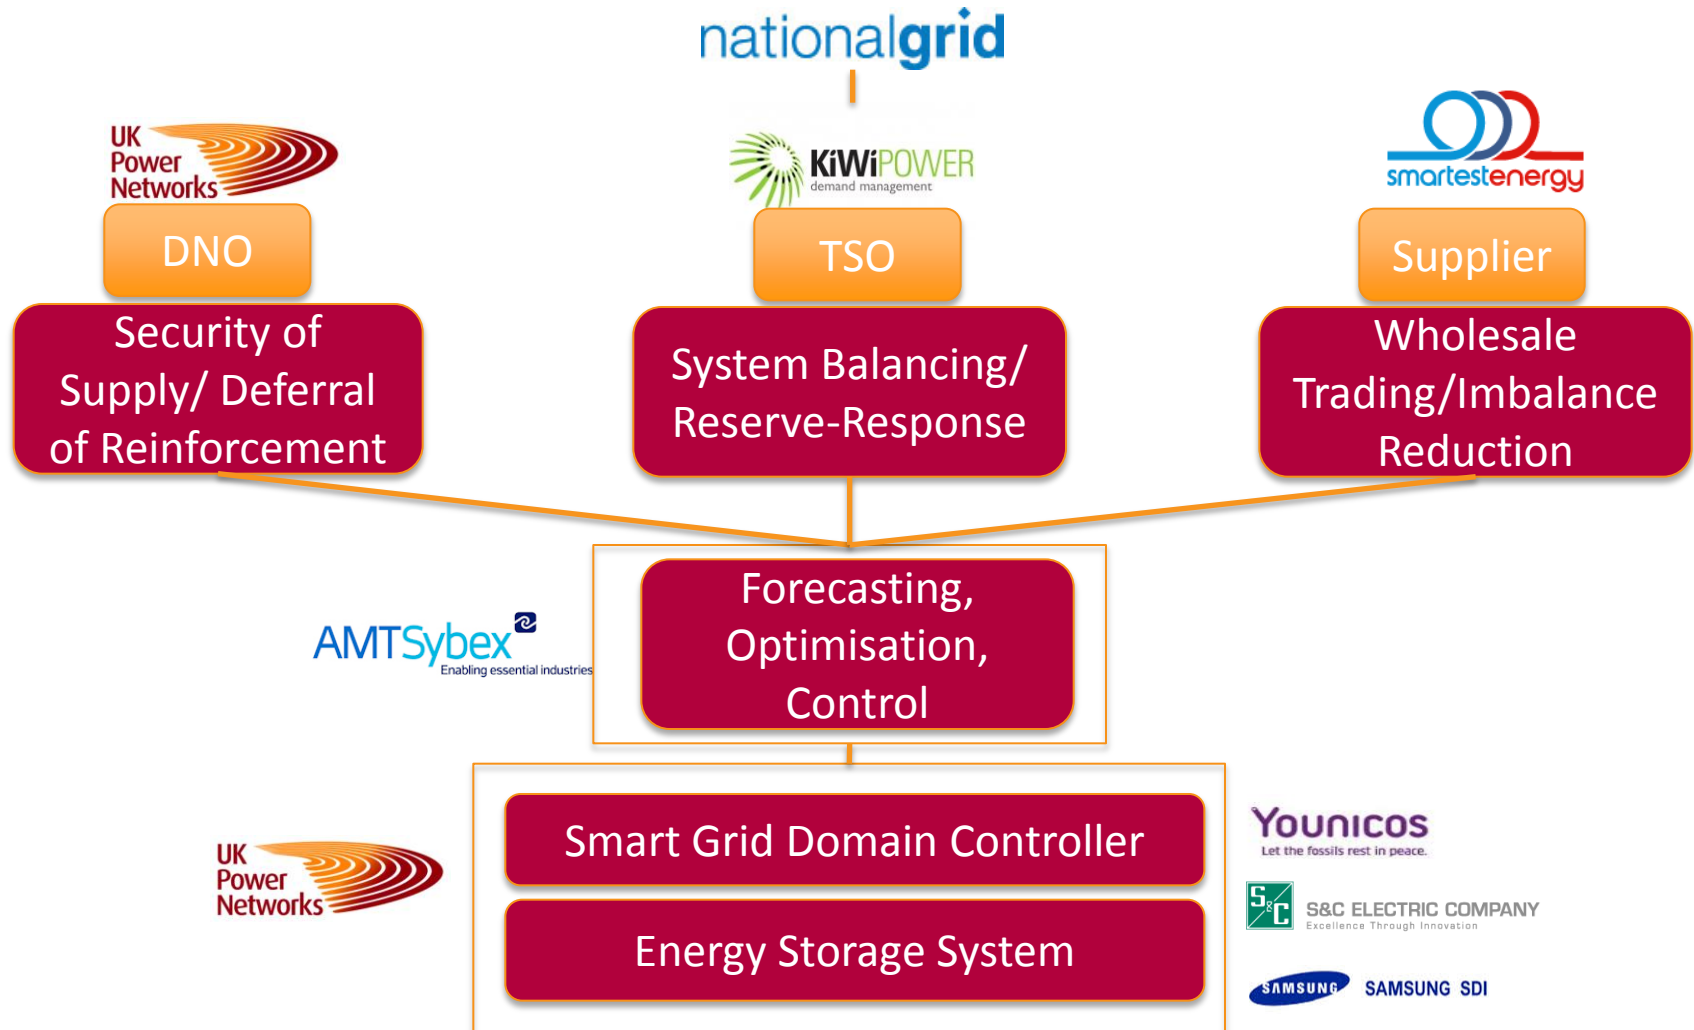 nationalgrid
UK
Power
Networks
KiWiPOWER
demand management
smartestenergy
DNO
TSO
Supplier
Security of
Supply/ Deferral
of Reinforcement
System Balancing/
Reserve-Response
Wholesale
Trading/Imbalance
Reduction
Forecasting,
Optimisation,
Control
AMTSybex
Enabling essential industries
Smart Grid Domain Controller
Energy Storage System
UK
Power
Networks
Younicos
Let the fossils rest in peace.
S&C
S&C ELECTRIC COMPANY
Excellence Through Innovation
SAMSUNG SAMSUNG SDI